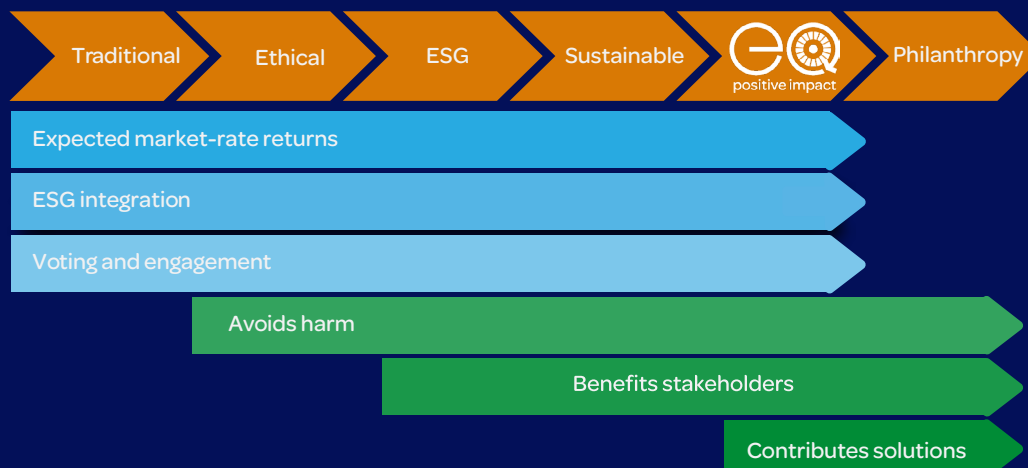 Traditional
Ethical
ESG
Sustainable
eQ
positive impact
Philanthropy
Expected market-rate returns
ESG integration
Voting and engagement
Avoids harm
Benefits stakeholders
Contributes solutions